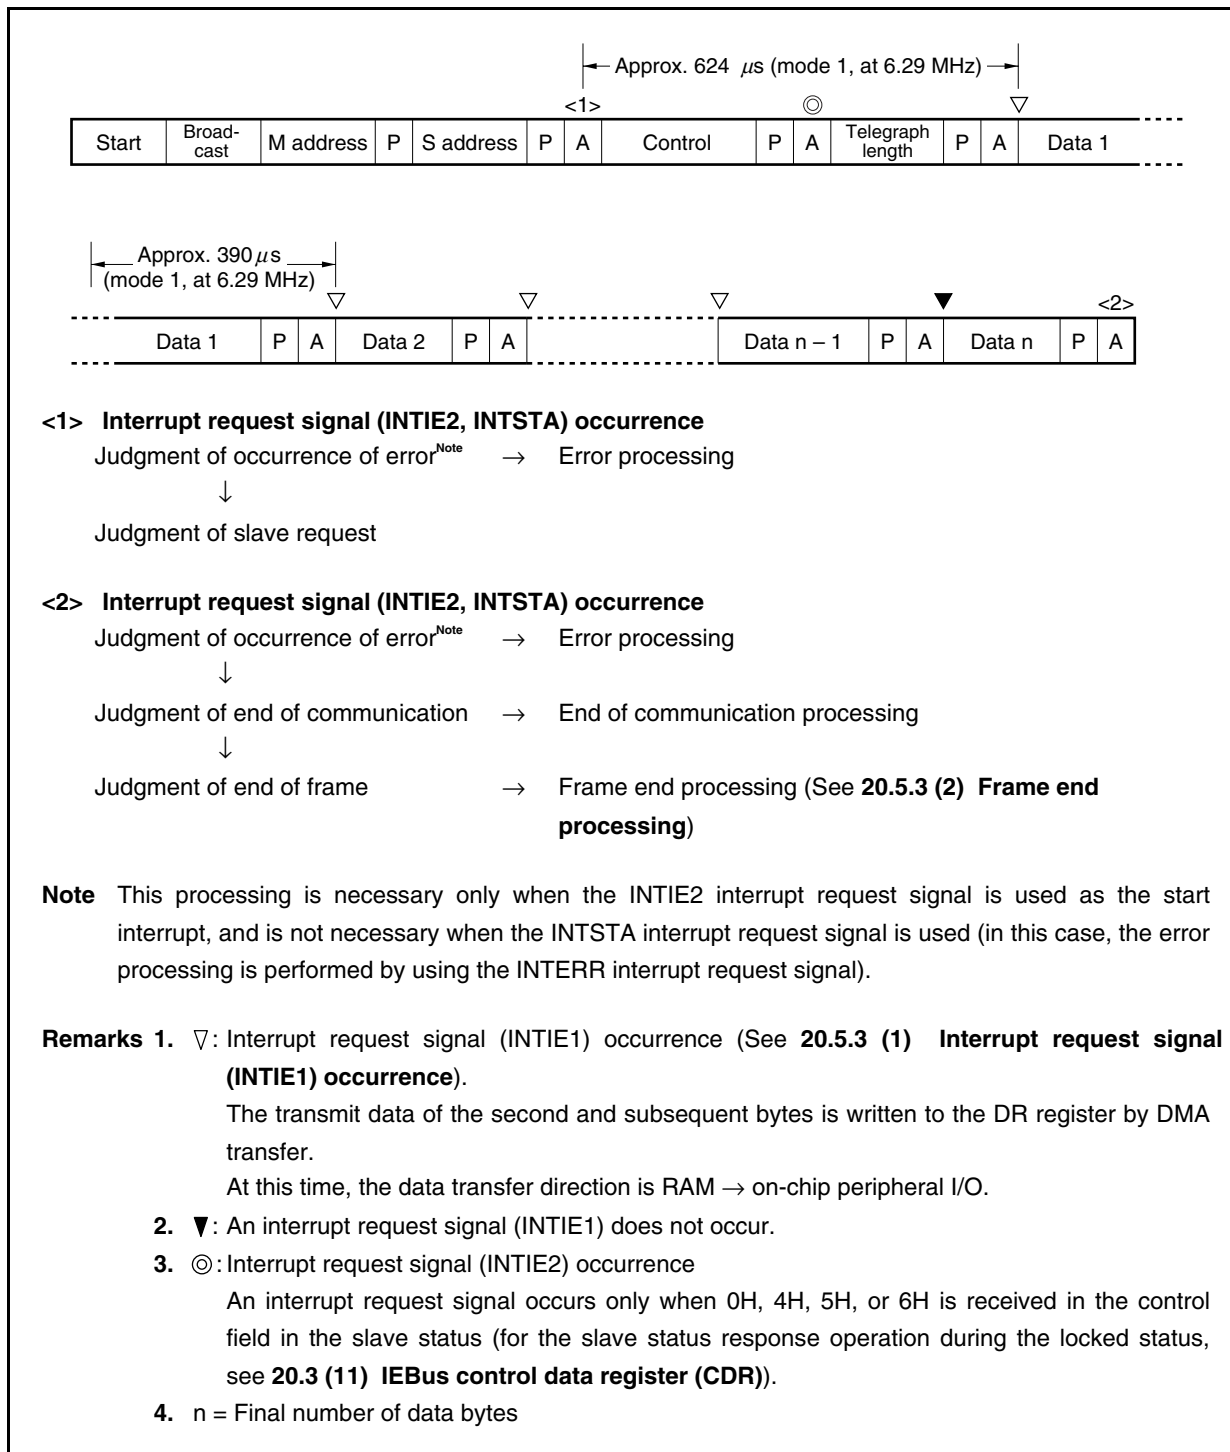 Approx. 624 μs (mode 1, at 6.29 MHz)
<1> ◎ ▽
Start Broad-cast M address P S address P A Control P A Telegraph length P A Data 1
Approx. 390 μs
(mode 1, at 6.29 MHz)
▽ ▽ ▽ ▼ <2>
Data 1 P A Data 2 P A Data n – 1 P A Data n P A
<1> Interrupt request signal (INTIE2, INTSTA) occurrence
Judgment of occurrence of errorNote → Error processing
↓
Judgment of slave request
<2> Interrupt request signal (INTIE2, INTSTA) occurrence
Judgment of occurrence of errorNote → Error processing
↓
Judgment of end of communication → End of communication processing
↓
Judgment of end of frame → Frame end processing (See 20.5.3 (2) Frame end
processing)
Note This processing is necessary only when the INTIE2 interrupt request signal is used as the start
interrupt, and is not necessary when the INTSTA interrupt request signal is used (in this case, the error
processing is performed by using the INTERR interrupt request signal).
Remarks 1. ▽: Interrupt request signal (INTIE1) occurrence (See 20.5.3 (1) Interrupt request signal
(INTIE1) occurrence).
The transmit data of the second and subsequent bytes is written to the DR register by DMA
transfer.
At this time, the data transfer direction is RAM → on-chip peripheral I/O.
2. ▼: An interrupt request signal (INTIE1) does not occur.
3. ◎: Interrupt request signal (INTIE2) occurrence
An interrupt request signal occurs only when 0H, 4H, 5H, or 6H is received in the control
field in the slave status (for the slave status response operation during the locked status,
see 20.3 (11) IEBus control data register (CDR)).
4. n = Final number of data bytes